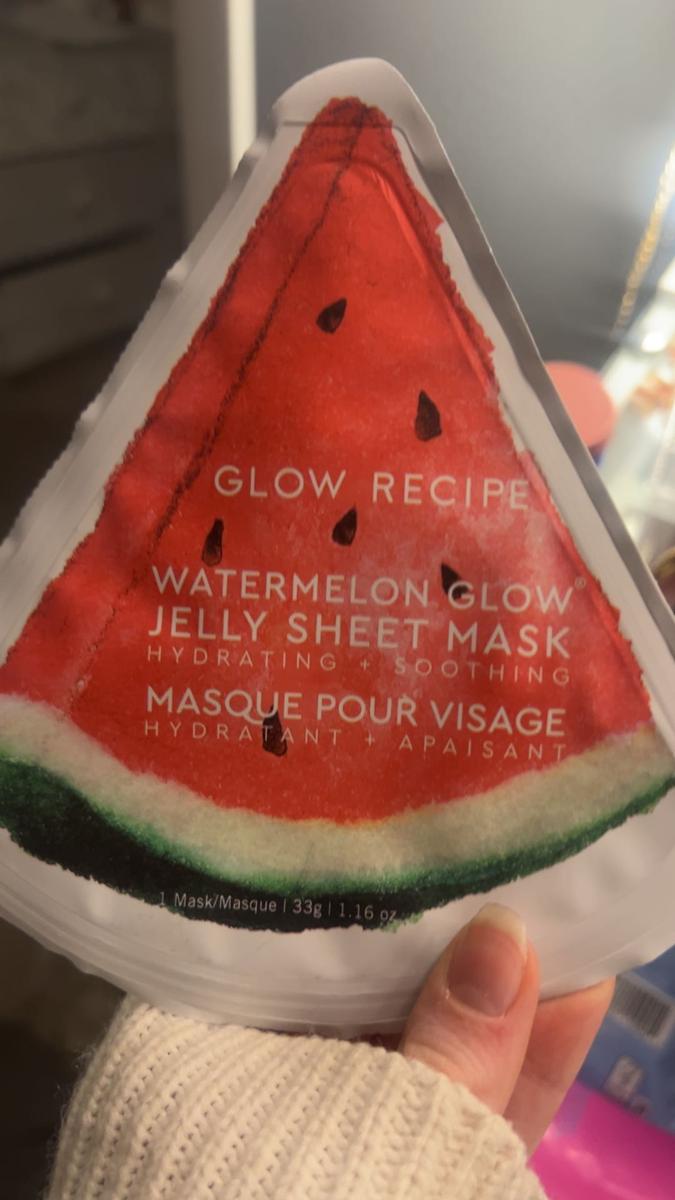 GLOW RECIPE
WATERMELON GLOW®
JELLY SHEET MASK
HYDRATING + SOOTHING
MASQUE POUR VISAGE
HYDRATANT + APAISANT
1 Mask/Masque | 33g | 1.16 oz